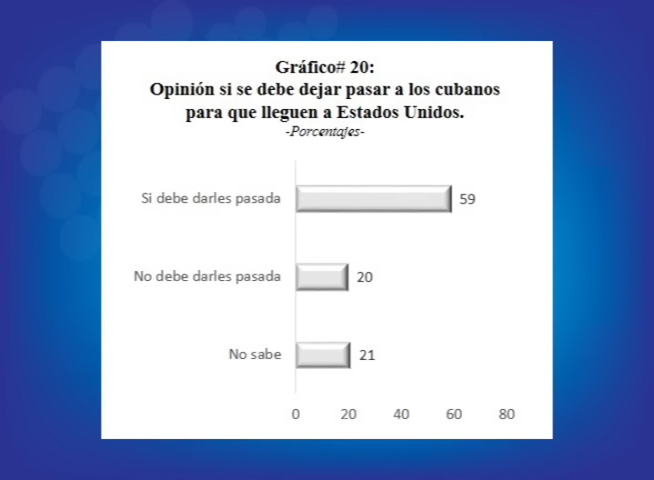 Gráfico# 20:
Opinión si se debe dejar pasar a los cubanos
para que lleguen a Estados Unidos.
-Porcentajes-
Si debe darles pasada 59
No debe darles pasada 20
No sabe 21
0 20 40 60 80